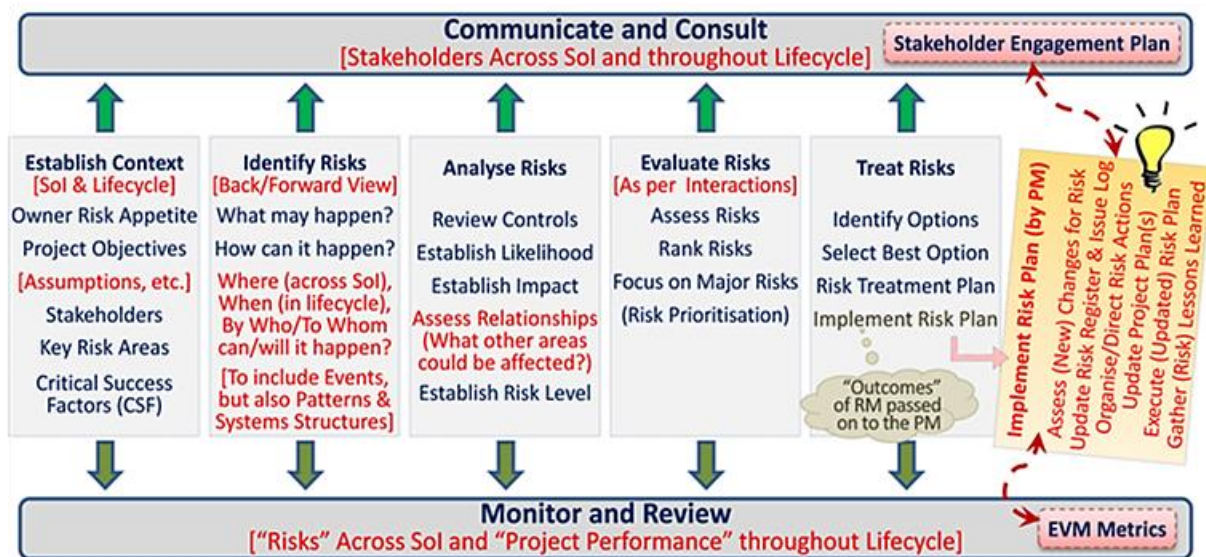 Communicate and Consult
[Stakeholders Across SoI and throughout Lifecycle]
Stakeholder Engagement Plan
Establish Context
[SoI & Lifecycle]
Owner Risk Appetite
Project Objectives
[Assumptions, etc.]
Stakeholders
Key Risk Areas
Critical Success
Factors (CSF)
Identify Risks
[Back/Forward View]
What may happen?
How can it happen?
Where (across SoI),
When (in lifecycle),
By Who/To Whom
can/will it happen?
[To include Events,
but also Patterns &
Systems Structures]
Analyse Risks
Review Controls
Establish Likelihood
Establish Impact
Assess Relationships
(What other areas
could be affected?)
Establish Risk Level
Evaluate Risks
[As per Interactions]
Assess Risks
Rank Risks
Focus on Major Risks
(Risk Prioritisation)
Treat Risks
Identify Options
Select Best Option
Risk Treatment Plan
Implement Risk Plan
"Outcomes"
of RM passed
on to the PM
Implement Risk Plan (by PM)
Assess (New) Changes for Risk
Update Risk Register & Issue Log
Organise/Direct Risk Actions
Update Project Plan(s)
Execute (Updated) Risk Plan
Gather (Risk) Lessons Learned
Monitor and Review
["Risks" Across SoI and "Project Performance" throughout Lifecycle]
EVM Metrics